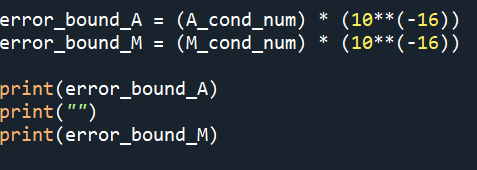 error_bound_A = (A_cond_num) * (10**(-16))
error_bound_M = (M_cond_num) * (10**(-16))
print(error_bound_A)
print("")
print(error_bound_M)